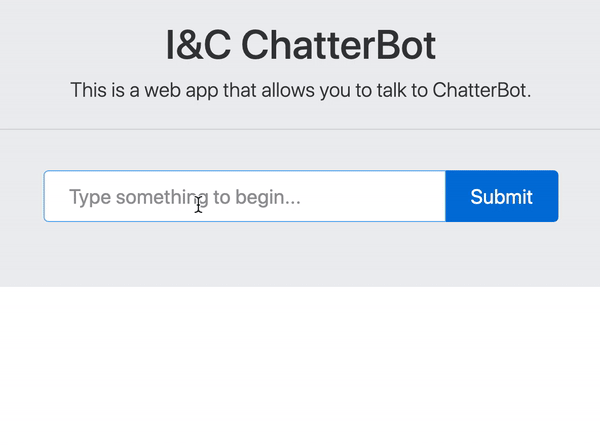 I&C ChatterBot
This is a web app that allows you to talk to ChatterBot.
Type something to begin...
Submit